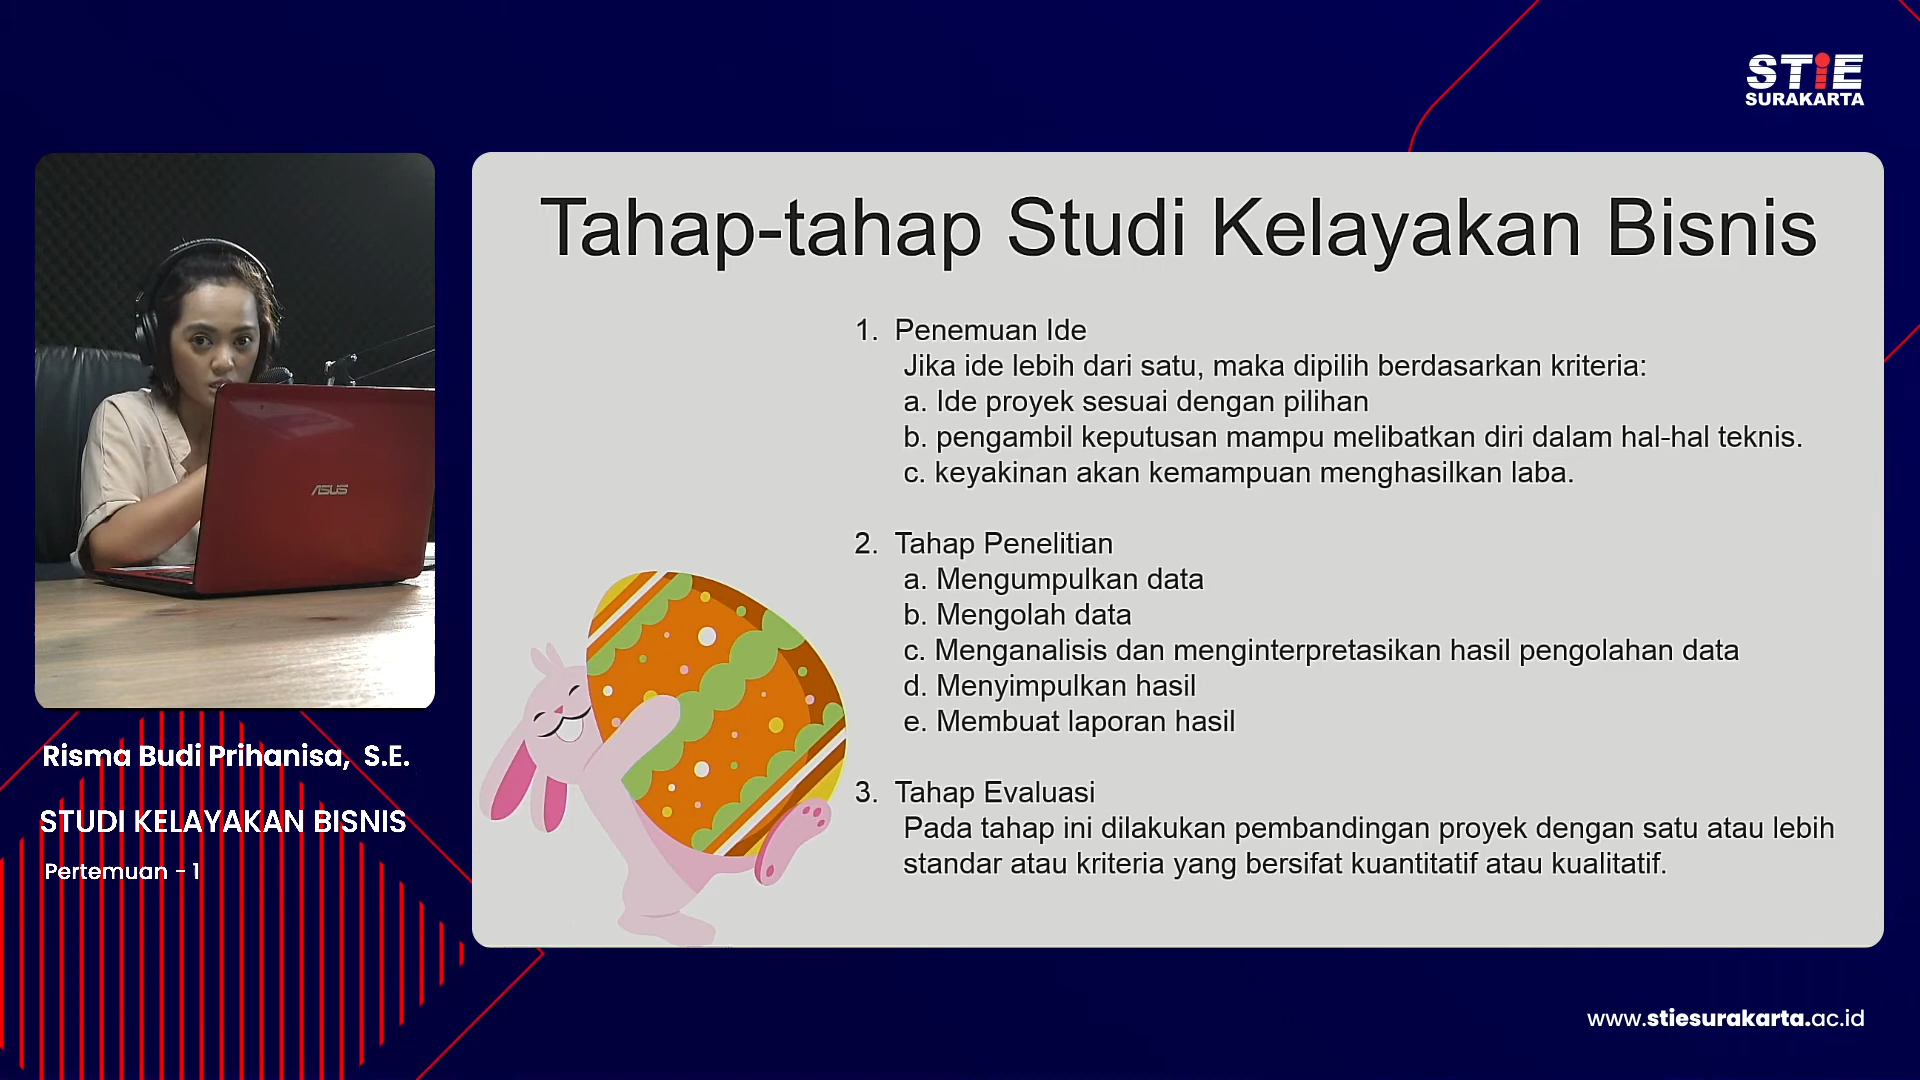 STiE
SURAKARTA
Tahap-tahap Studi Kelayakan Bisnis
1. Penemuan Ide
Jika ide lebih dari satu, maka dipilih berdasarkan kriteria:
a. Ide proyek sesuai dengan pilihan
b. pengambil keputusan mampu melibatkan diri dalam hal-hal teknis.
c. keyakinan akan kemampuan menghasilkan laba.
2. Tahap Penelitian
a. Mengumpulkan data
b. Mengolah data
c. Menganalisis dan menginterpretasikan hasil pengolahan data
d. Menyimpulkan hasil
e. Membuat laporan hasil
3. Tahap Evaluasi
Pada tahap ini dilakukan pembandingan proyek dengan satu atau lebih
standar atau kriteria yang bersifat kuantitatif atau kualitatif.
ASUS
Risma Budi Prihanisa, S.E.
STUDI KELAYAKAN BISNIS
Pertemuan - 1
www.stiesurakarta.ac.id